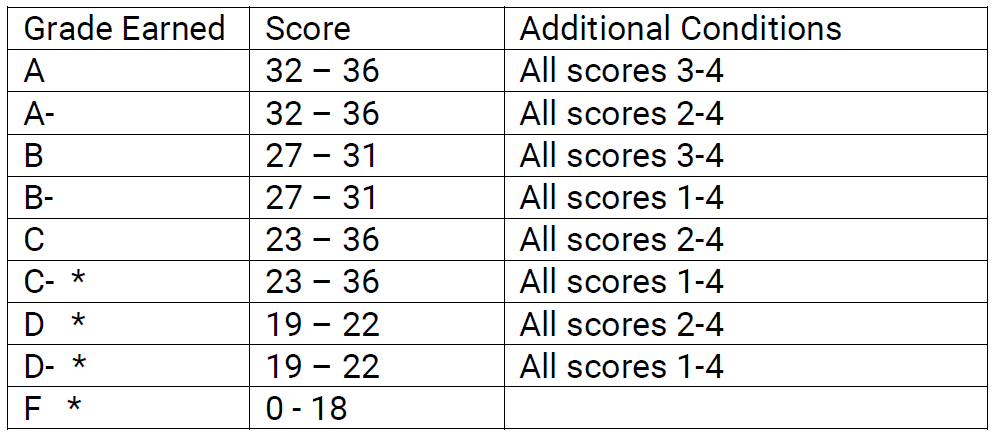 Grade Earned Score Additional Conditions
A 32 – 36 All scores 3-4
A- 32 – 36 All scores 2-4
B 27 – 31 All scores 3-4
B- 27 – 31 All scores 1-4
C 23 – 36 All scores 2-4
C- * 23 – 36 All scores 1-4
D * 19 – 22 All scores 2-4
D- * 19 – 22 All scores 1-4
F * 0 - 18